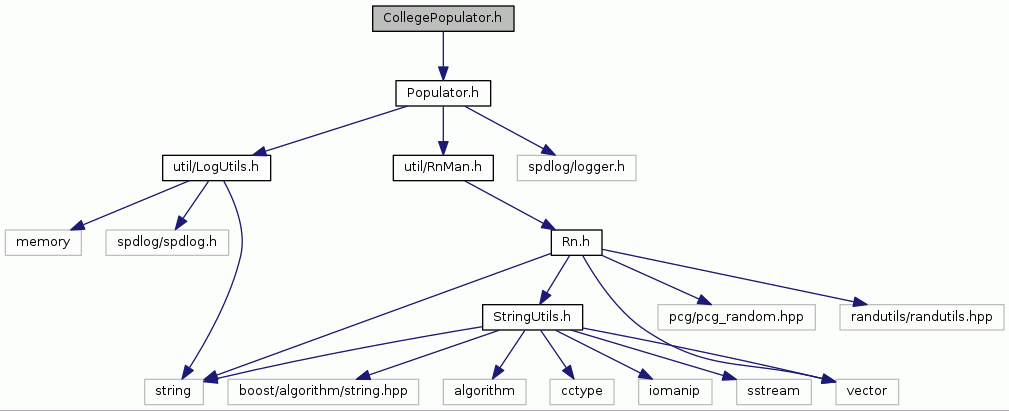 CollegePopulator.h
Populator.h
util/LogUtils.h
util/RnMan.h
spdlog/logger.h
memory
spdlog/spdlog.h
Rn.h
StringUtils.h
pcg/pcg_random.hpp
randutils/randutils.hpp
string
boost/algorithm/string.hpp
algorithm
cctype
iomanip
sstream
vector